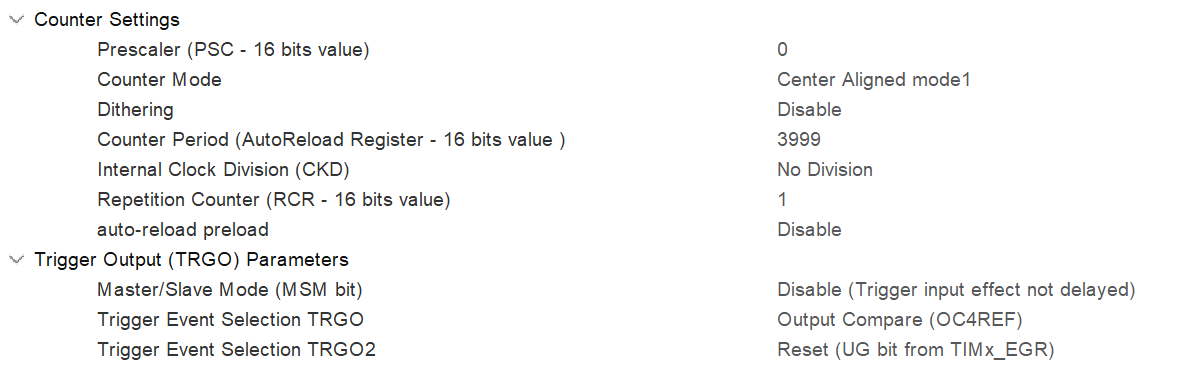 Counter Settings
Prescaler (PSC - 16 bits value) 0
Counter Mode Center Aligned mode1
Dithering Disable
Counter Period (AutoReload Register - 16 bits value ) 3999
Internal Clock Division (CKD) No Division
Repetition Counter (RCR - 16 bits value) 1
auto-reload preload Disable
Trigger Output (TRGO) Parameters
Master/Slave Mode (MSM bit) Disable (Trigger input effect not delayed)
Trigger Event Selection TRGO Output Compare (OC4REF)
Trigger Event Selection TRGO2 Reset (UG bit from TIMx_EGR)